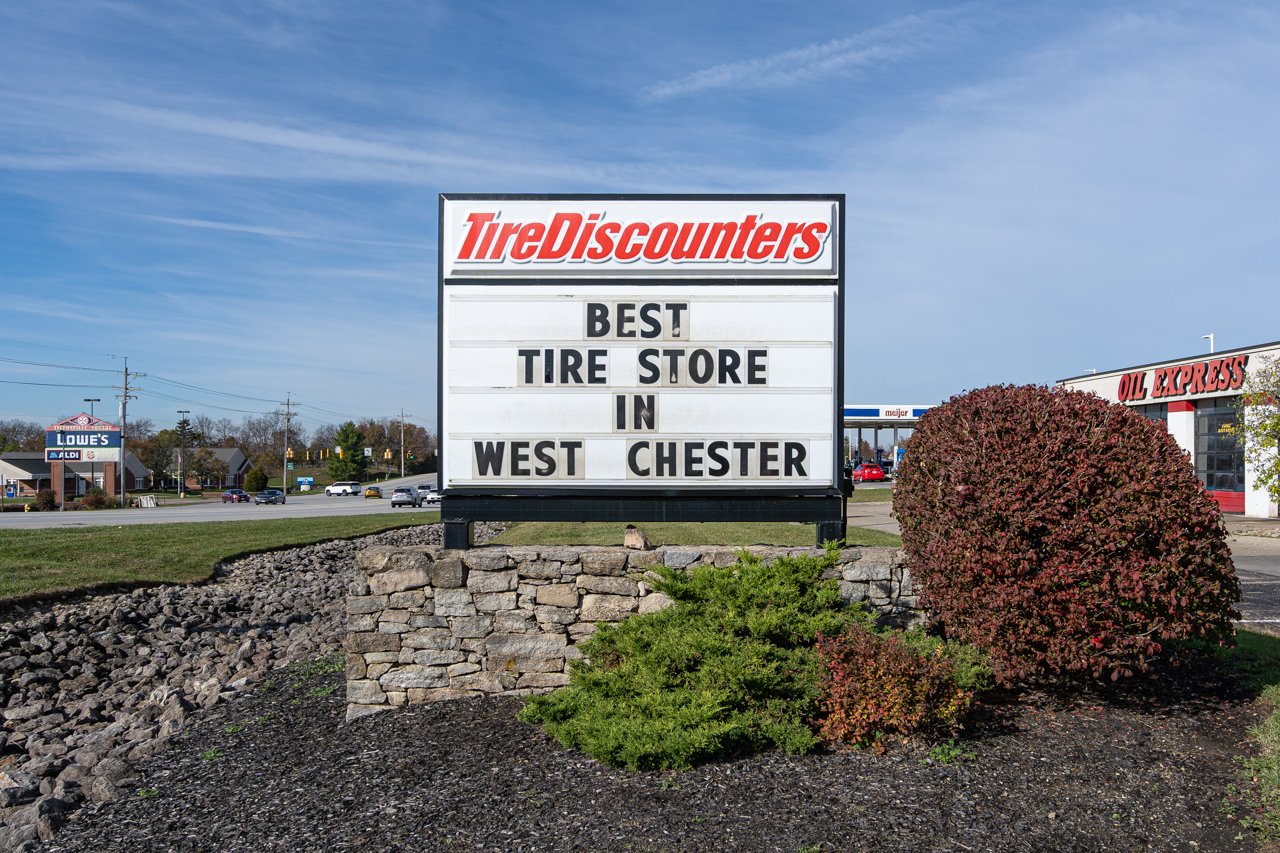 TireDiscounters
BEST
TIRE STORE
IN
WEST CHESTER
LOWE'S
ALDI
meijer
OIL EXPRESS